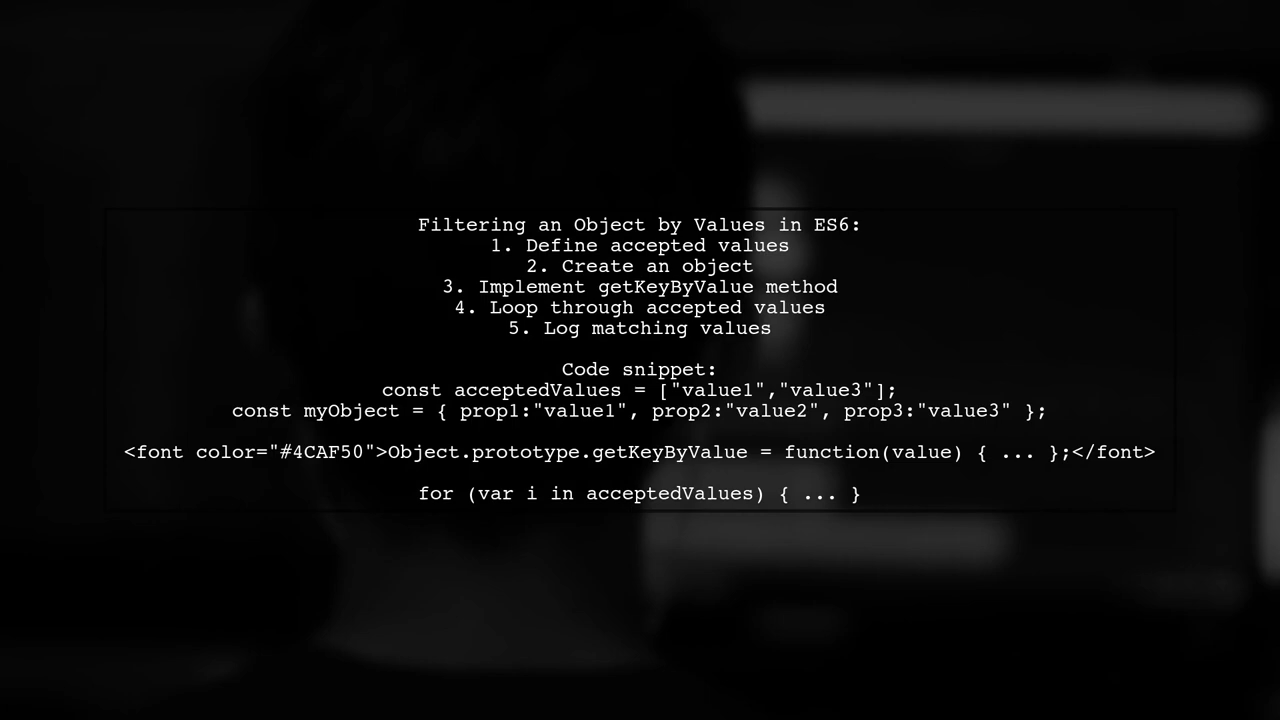 Filtering an Object by Values in ES6:
1. Define accepted values
2. Create an object
3. Implement getKeyByValue method
4. Loop through accepted values
5. Log matching values
Code snippet:
const acceptedValues = ["value1","value3"];
const myObject = { prop1:"value1", prop2:"value2", prop3:"value3" };
<font color="#4CAF50">Object.prototype.getKeyByValue = function(value) { ... };</font>
for (var i in acceptedValues) { ... }